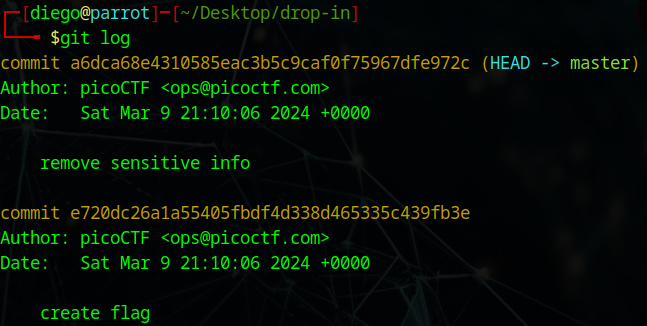 [diego@parrot]-[~/Desktop/drop-in]
$git log
commit a6dca68e4310585eac3b5c9caf0f75967dfe972c (HEAD -> master)
Author: picoCTF <ops@picoctf.com>
Date:   Sat Mar 9 21:10:06 2024 +0000
remove sensitive info
commit e720dc26a1a55405fbdf4d338d465335c439fb3e
Author: picoCTF <ops@picoctf.com>
Date:   Sat Mar 9 21:10:06 2024 +0000
create flag